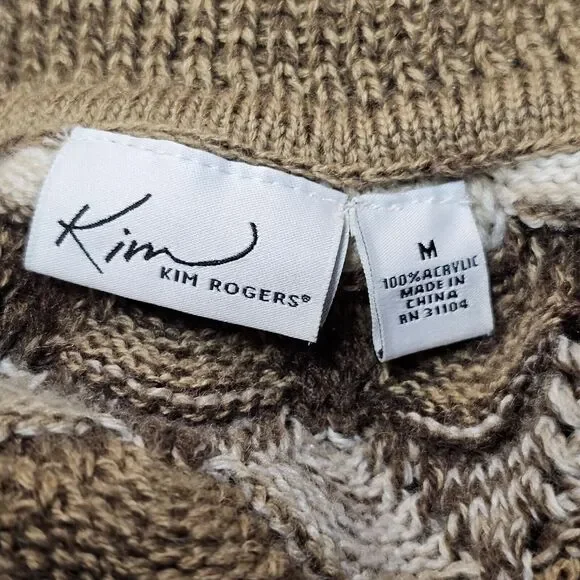 Kim
KIM ROGERS®
M
100% ACRYLIC
MADE IN
CHINA
RN 31104